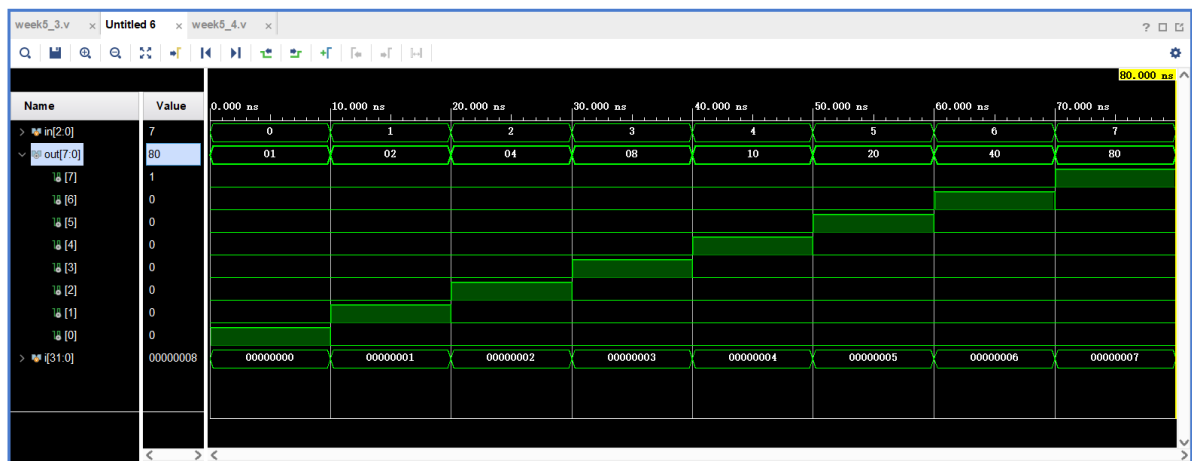 week5_3.v × Untitled 6 × week5_4.v × ?
80.000 ns
Name Value 0.000 ns 10.000 ns 20.000 ns 30.000 ns 40.000 ns 50.000 ns 60.000 ns 70.000 ns
in[2:0] 7 0 1 2 3 4 5 6 7
out[7:0] 80 01 02 04 08 10 20 40 80
[7] 1
[6] 0
[5] 0
[4] 0
[3] 0
[2] 0
[1] 0
[0] 0
i[31:0] 00000008 00000000 00000001 00000002 00000003 00000004 00000005 00000006 00000007